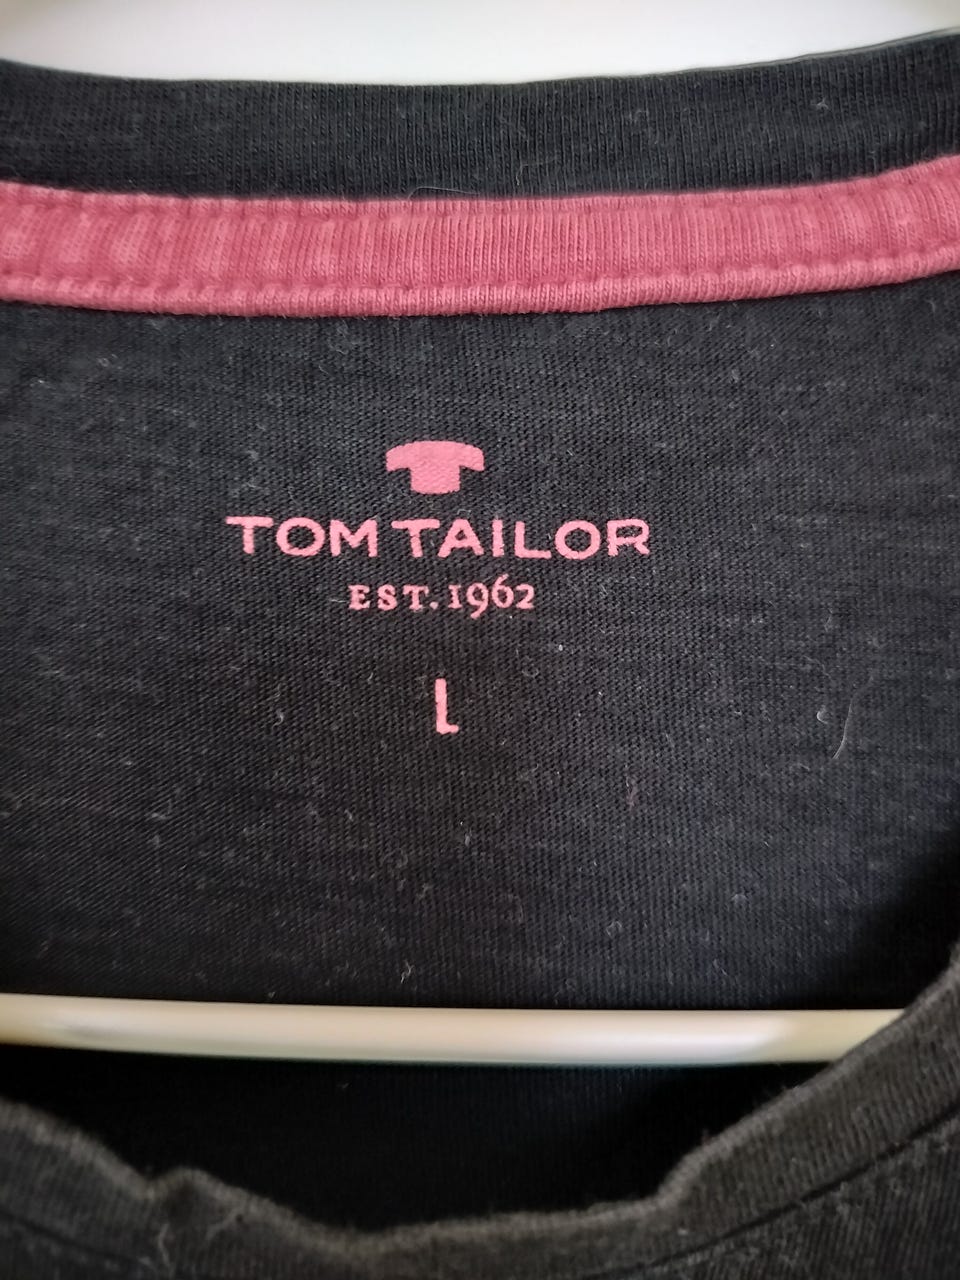 TOM TAILOR
EST. 1962
L